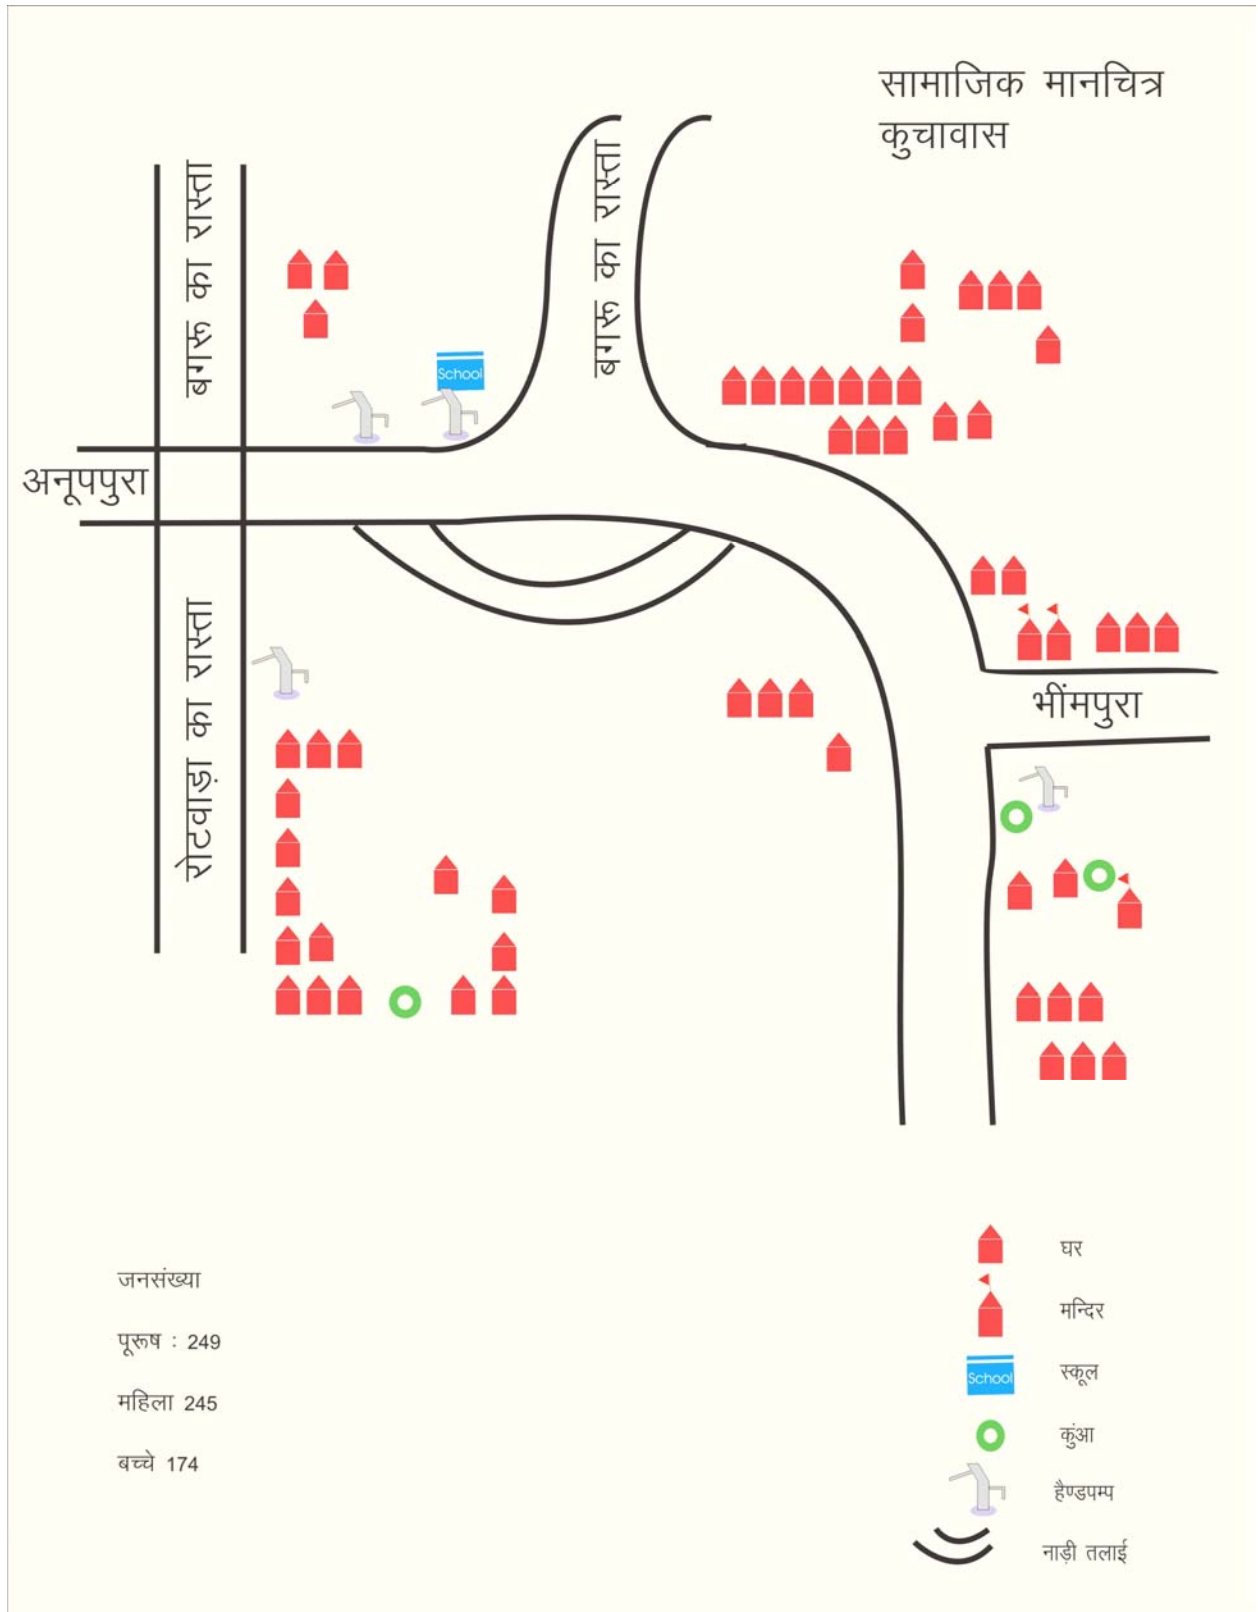 सामाजिक मानचित्र
कुचावास
बगरू का रास्ता
बगरू का रास्ता
School
अनूपपुरा
सोटवाड़ा का रास्ता
भींमपुरा
जनसंख्या
पूरूष : 249
महिला 245
बच्चे 174
घर
मन्दिर
School
स्कूल
कुंआ
हैण्डपम्प
नाड़ी तलाई